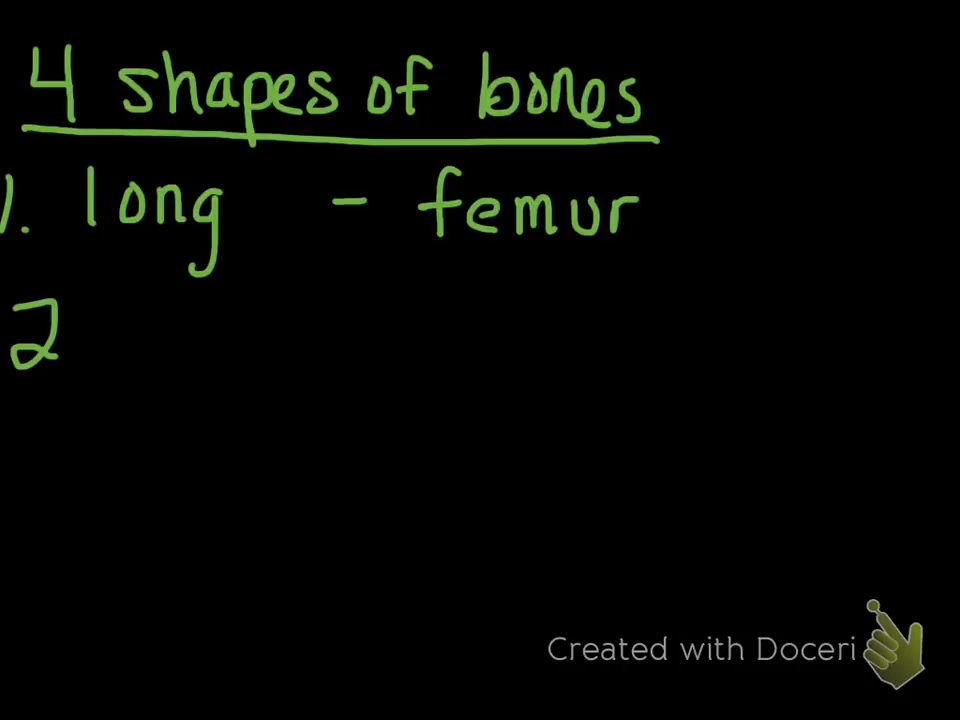 4 shapes of bones
1. long - femur
2
Created with Doceri